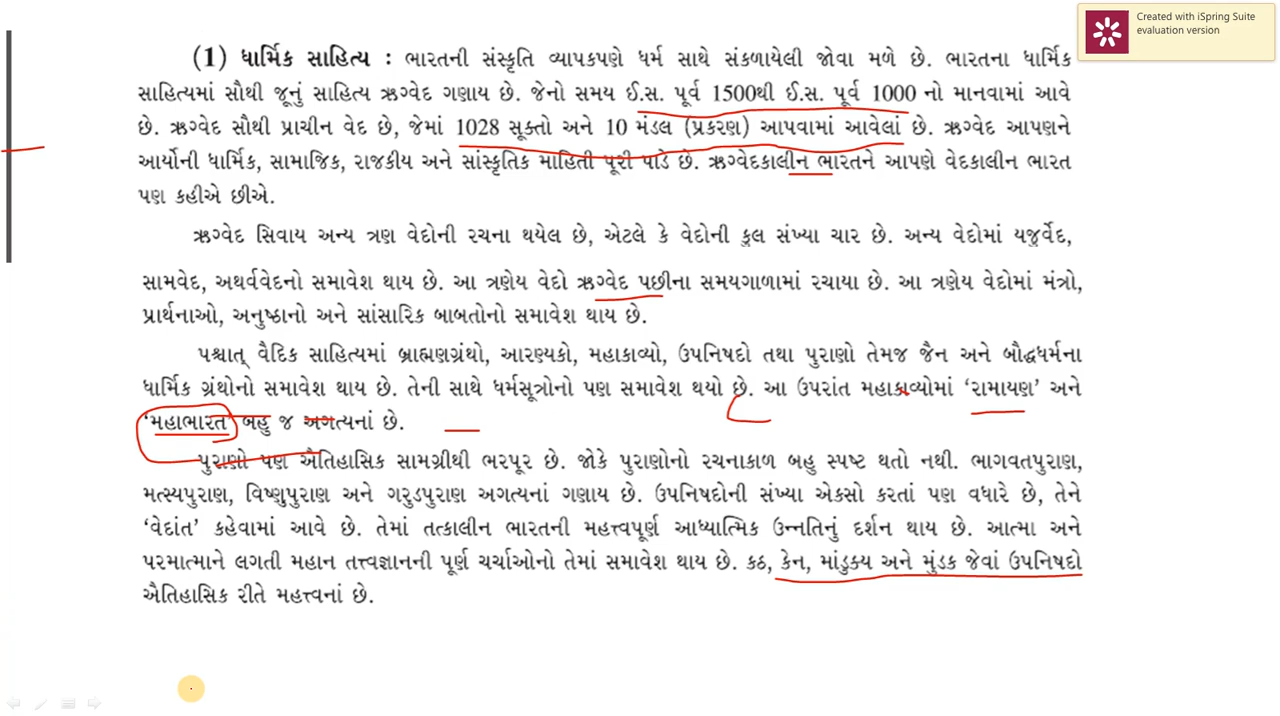 Created with iSpring Suite
evaluation version
(1) ધાર્મિક સાહિત્ય : ભારતની સંસ્કૃતિ વ્યાપકપણે ધર્મ સાથે સંકળાયેલી જોવા મળે છે. ભારતના ધાર્મિક
સાહિત્યમાં સૌથી જૂનું સાહિત્ય ઋગ્વેદ ગણાય છે. જેનો સમય ઈ.સ. પૂર્વ 1500થી ઈ.સ. પૂર્વ 1000 નો માનવામાં આવે
છે. ઋગ્વેદ સૌથી પ્રાચીન વેદ છે, જેમાં 1028 સૂક્તો અને 10 મંડલ (પ્રકરણ) આપવામાં આવેલાં છે. ઋગ્વેદ આપણને
આર્યોની ધાર્મિક, સામાજિક, રાજકીય અને સાંસ્કૃતિક માહિતી પૂરી પાડે છે. ઋગ્વેદકાલીન ભારતને આપણે વેદકાલીન ભારત
પણ કહીએ છીએ.
ઋગ્વેદ સિવાય અન્ય ત્રણ વેદોની રચના થયેલ છે, એટલે કે વેદોની કુલ સંખ્યા ચાર છે. અન્ય વેદોમાં યજુર્વેદ,
સામવેદ, અથર્વવેદનો સમાવેશ થાય છે. આ ત્રણેય વેદો ઋગ્વેદ પછીના સમયગાળામાં રચાયા છે. આ ત્રણેય વેદોમાં મંત્રો,
પ્રાર્થનાઓ, અનુષ્ઠાનો અને સાંસારિક બાબતોનો સમાવેશ થાય છે.
પશ્ચાત્ વૈદિક સાહિત્યમાં બ્રાહ્મણગ્રંથો, આરણ્યકો, મહાકાવ્યો, ઉપનિષદો તથા પુરાણો તેમજ જૈન અને બૌદ્ધધર્મના
ધાર્મિક ગ્રંથોનો સમાવેશ થાય છે. તેની સાથે ધર્મસૂત્રોનો પણ સમાવેશ થયો છે. આ ઉપરાંત મહાકાવ્યોમાં ‘રામાયણ’ અને
‘મહાભારત’ બહુ જ અગત્યનાં છે.
પુરાણો પણ ઐતિહાસિક સામગ્રીથી ભરપૂર છે. જોકે પુરાણોનો રચનાકાળ બહુ સ્પષ્ટ થતો નથી. ભાગવતપુરાણ,
મત્સ્યપુરાણ, વિષ્ણુપુરાણ અને ગરુડપુરાણ અગત્યનાં ગણાય છે. ઉપનિષદોની સંખ્યા એકસો કરતાં પણ વધારે છે, તેને
‘વેદાંત’ કહેવામાં આવે છે. તેમાં તત્કાલીન ભારતની મહત્ત્વપૂર્ણ આધ્યાત્મિક ઉન્નતિનું દર્શન થાય છે. આત્મા અને
પરમાત્માને લગતી મહાન તત્ત્વજ્ઞાનની પૂર્ણ ચર્ચાઓનો તેમાં સમાવેશ થાય છે. કઠ, કેન, માંડુક્ય અને મુંડક જેવાં ઉપનિષદો
ઐતિહાસિક રીતે મહત્ત્વનાં છે.